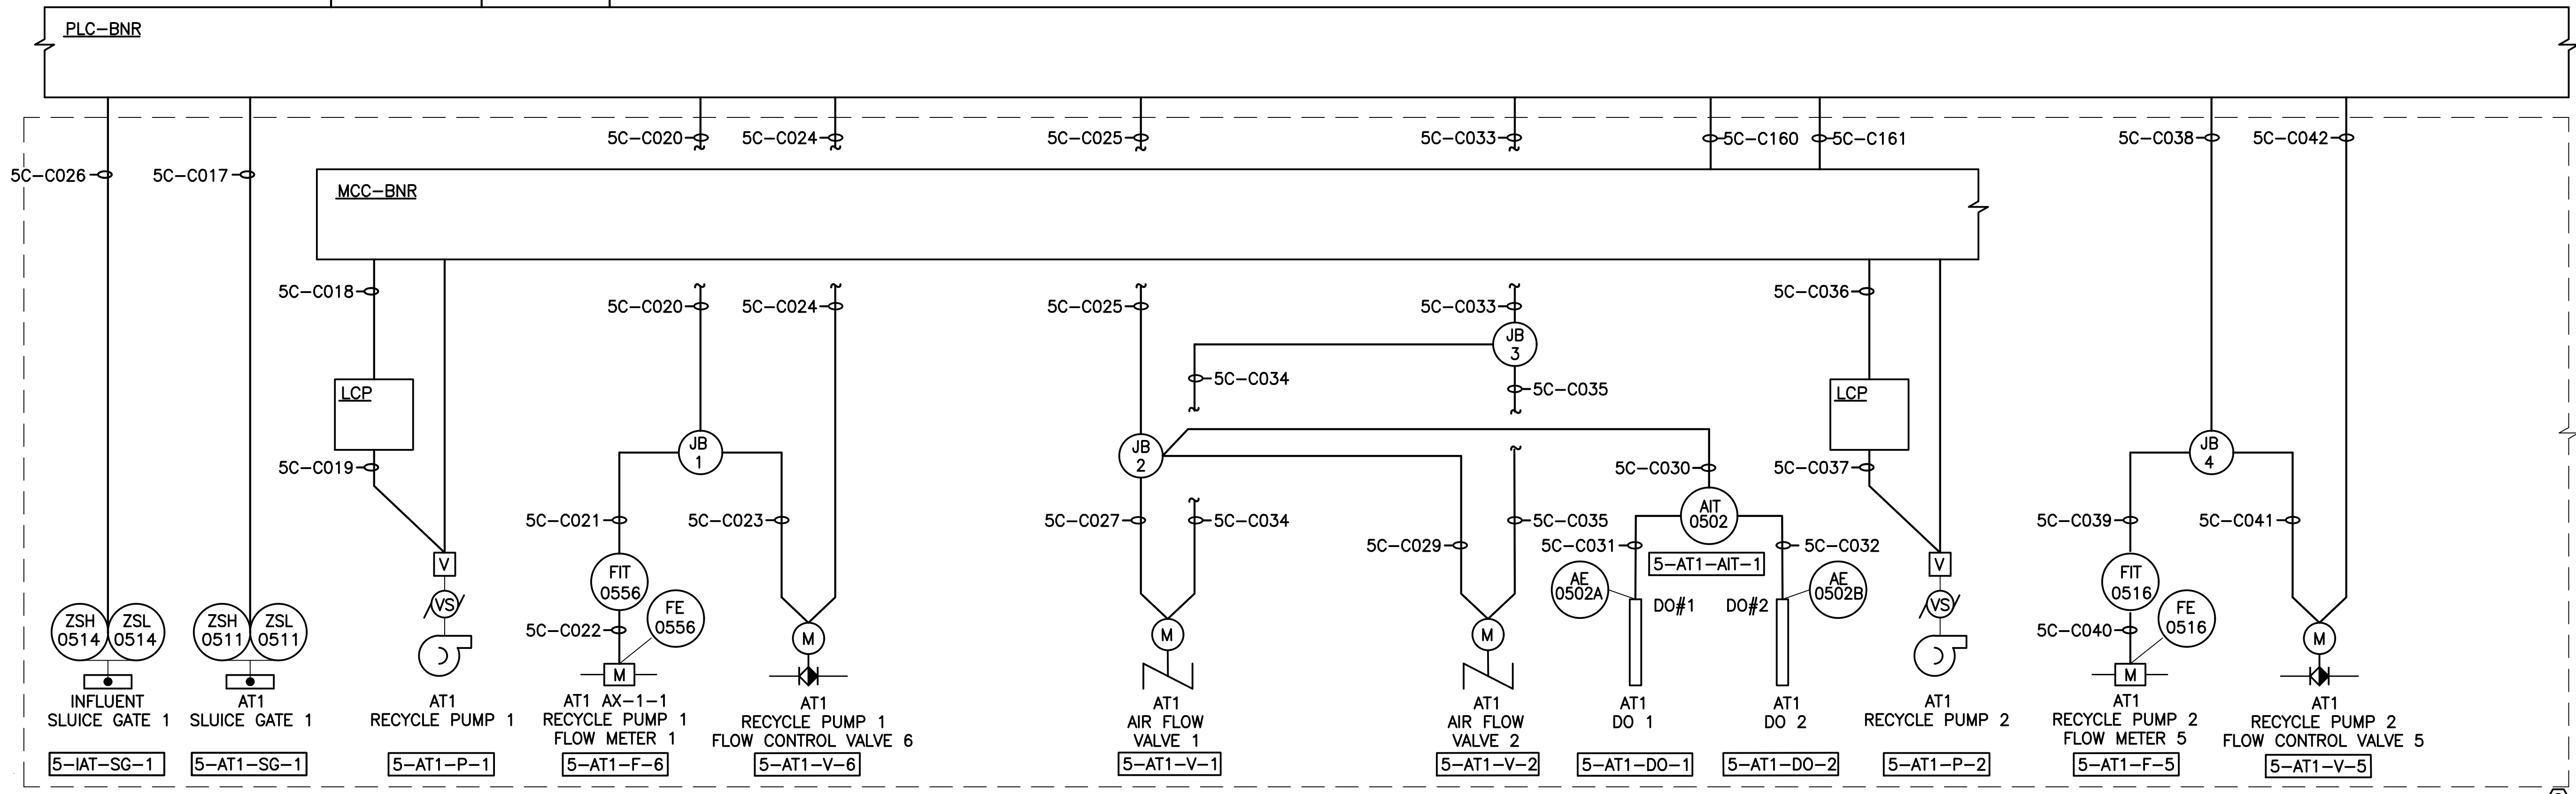 PLC-BNR
5C-C020
5C-C024
5C-C025
5C-C033
5C-C160
5C-C161
5C-C038
5C-C042
5C-C026
5C-C017
MCC-BNR
5C-C018
5C-C020
5C-C024
5C-C025
5C-C033
5C-C036
JB
3
5C-C034
5C-C035
LCP
LCP
JB
1
JB
2
JB
4
5C-C019
5C-C030
5C-C037
5C-C021
5C-C023
5C-C027
5C-C034
5C-C035
AIT
0502
5C-C039
5C-C041
5C-C029
5C-C031
5C-C032
5-AT1-AIT-1
V
V
FIT
0556
AE
0502A
AE
0502B
FIT
0516
VS
VS
DO#1
DO#2
FE
0556
FE
0516
ZSH
0514
ZSL
0514
ZSH
0511
ZSL
0511
5C-C022
5C-C040
M
M
M
M
M
M
INFLUENT
SLUICE GATE 1
AT1
SLUICE GATE 1
AT1
RECYCLE PUMP 1
AT1 AX-1-1
RECYCLE PUMP 1
FLOW METER 1
AT1
RECYCLE PUMP 1
FLOW CONTROL VALVE 6
AT1
AIR FLOW
VALVE 1
AT1
AIR FLOW
VALVE 2
AT1
DO 1
AT1
DO 2
AT1
RECYCLE PUMP 2
AT1
RECYCLE PUMP 2
FLOW METER 5
AT1
RECYCLE PUMP 2
FLOW CONTROL VALVE 5
5-IAT-SG-1
5-AT1-SG-1
5-AT1-P-1
5-AT1-F-6
5-AT1-V-6
5-AT1-V-1
5-AT1-V-2
5-AT1-DO-1
5-AT1-DO-2
5-AT1-P-2
5-AT1-F-5
5-AT1-V-5